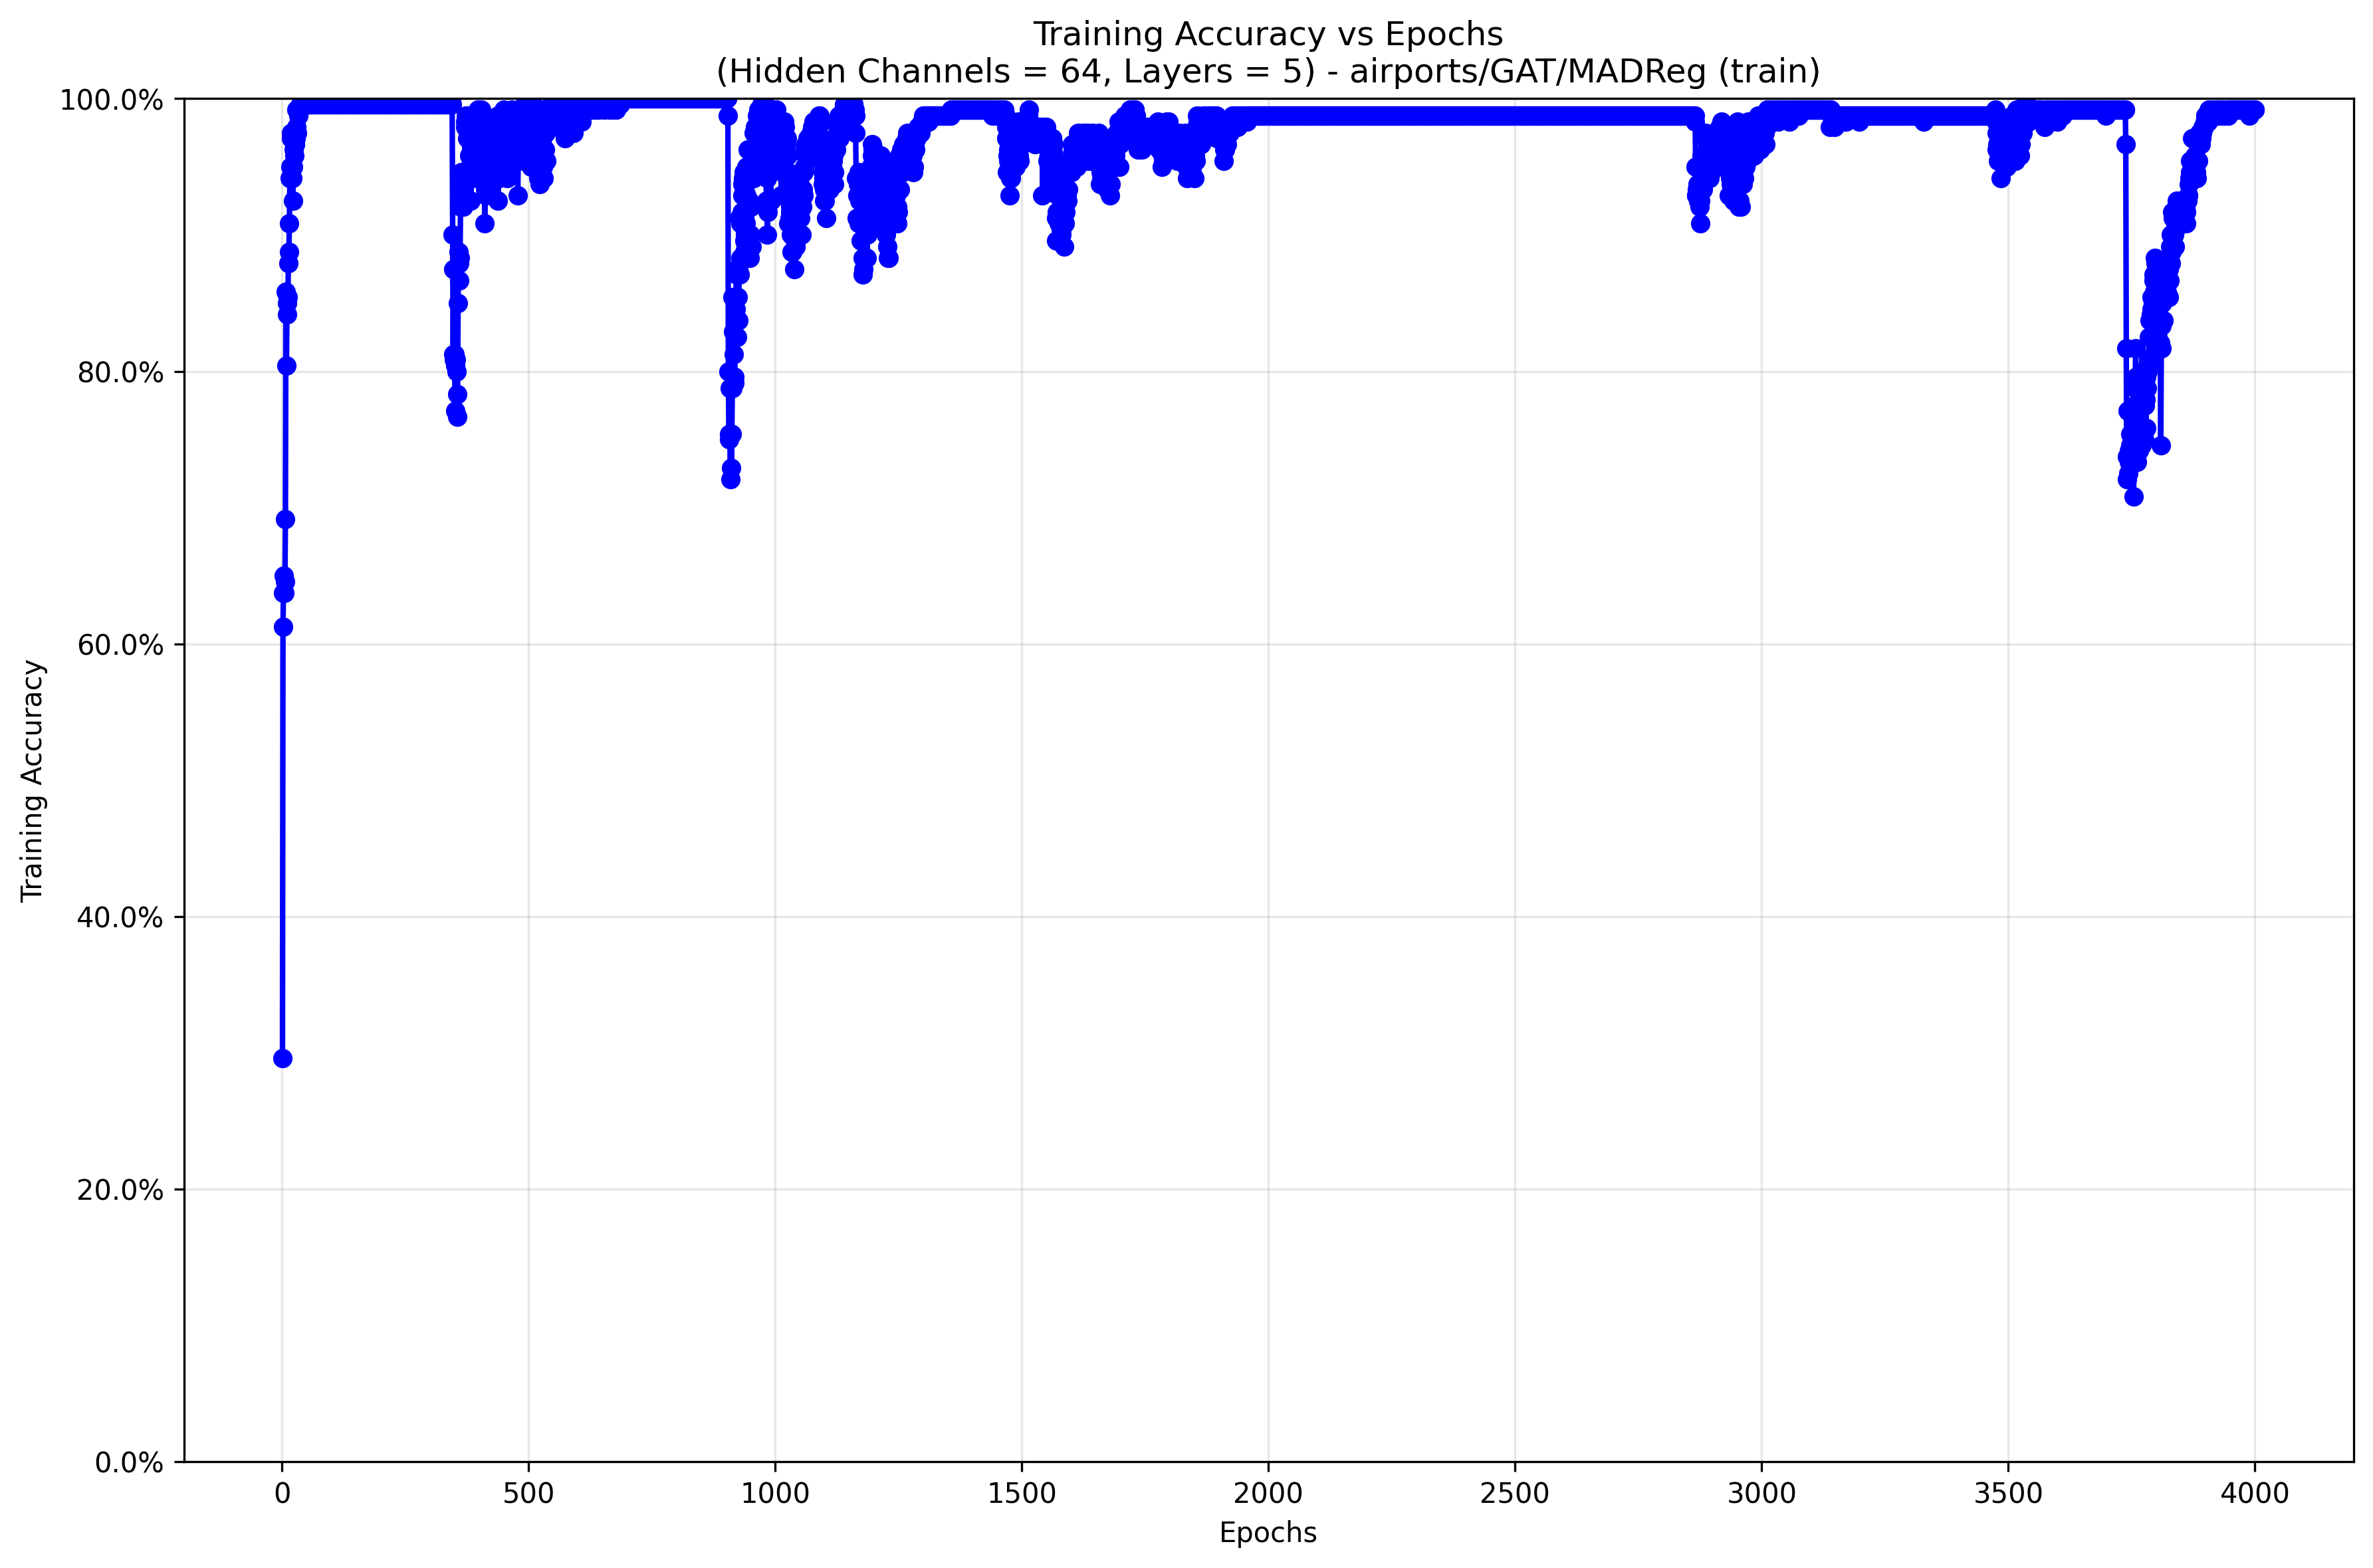 Training Accuracy vs Epochs
(Hidden Channels = 64, Layers = 5) - airports/GAT/MADReg (train)
100.0%
80.0%
60.0%
40.0%
20.0%
0.0%
Training Accuracy
0 500 1000 1500 2000 2500 3000 3500 4000
Epochs